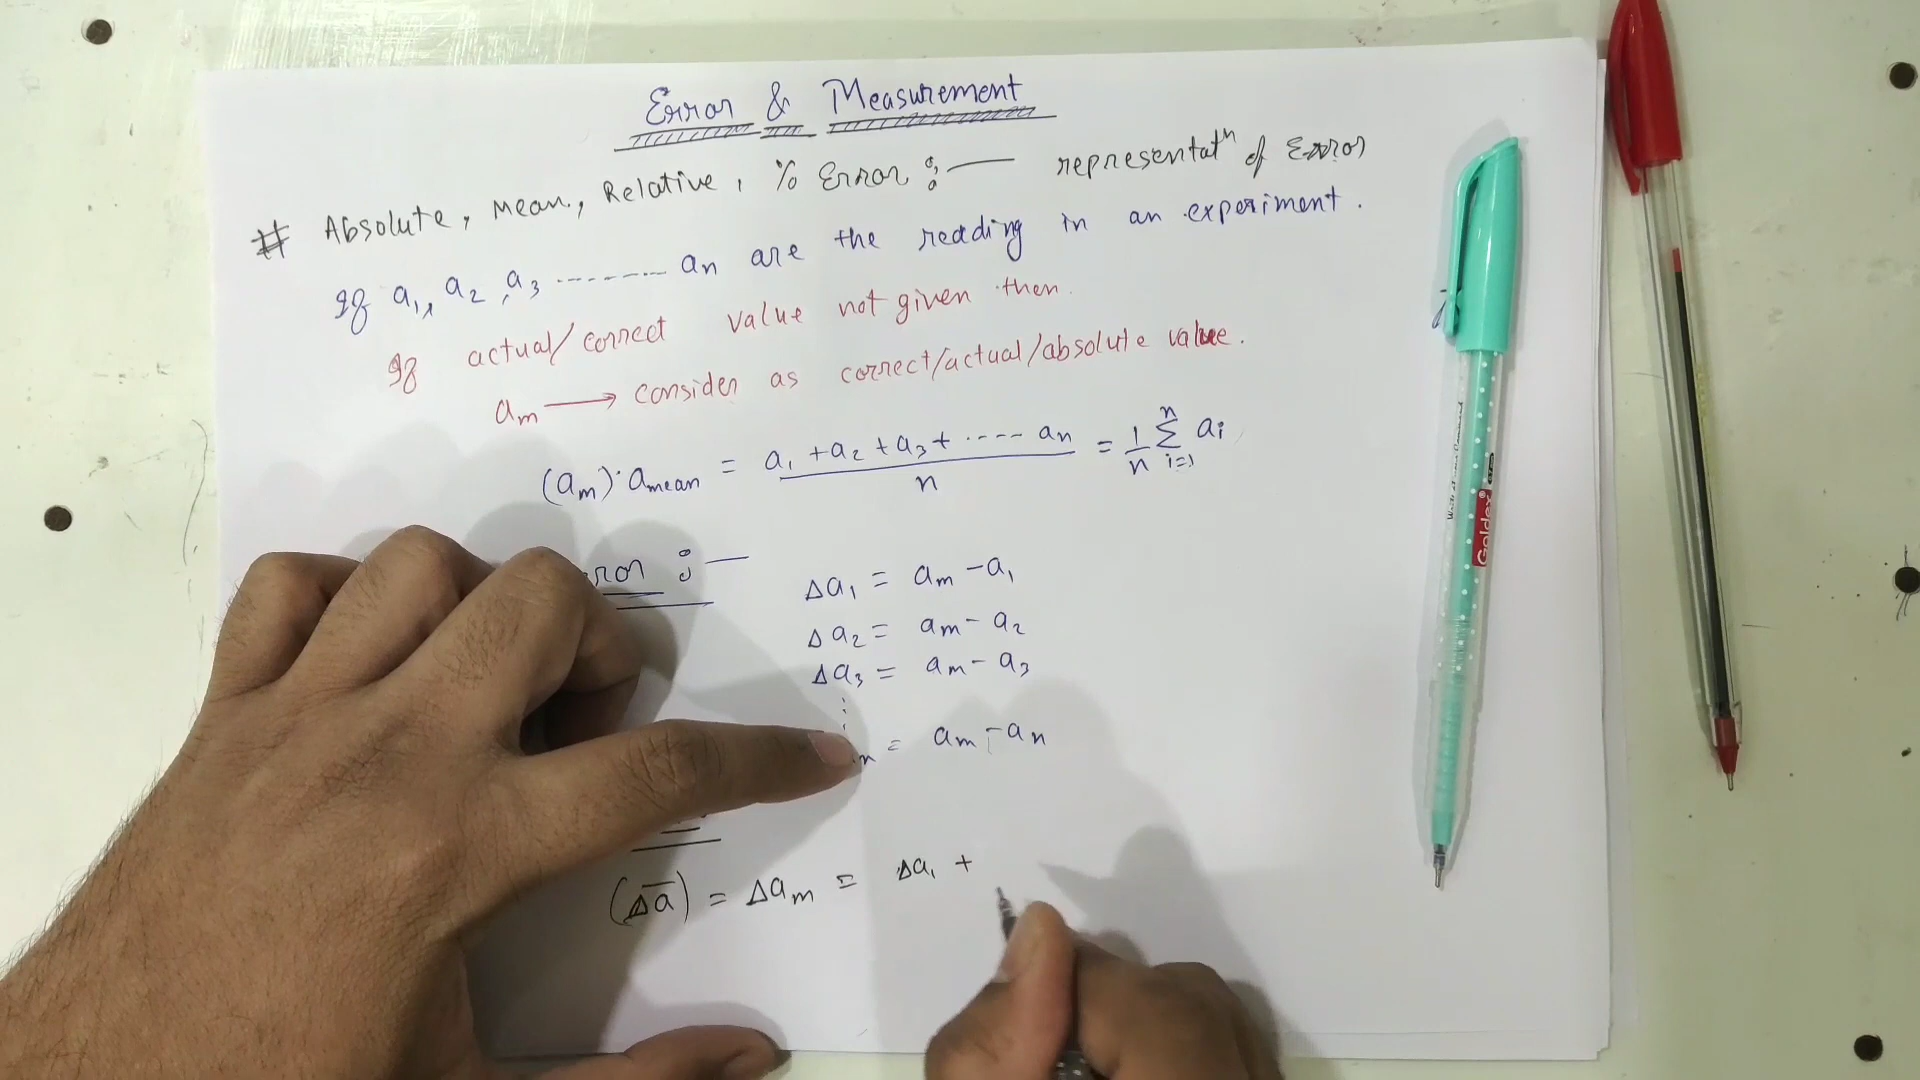 Error & Measurement
# Absolute, Mean, Relative, % Error :— representatⁿ of Error
If a₁, a₂, a₃ -------- aₙ are the reading in an experiment.
If actual/correct value not given then.
aₘ ⟶ consider as correct/actual/absolute value.
(aₘ) · aₘₑₐₙ = (a₁ + a₂ + a₃ + ---- aₙ)/n = 1/n Σᵢ₌₁ⁿ aᵢ
:— Δa₁ = aₘ - a₁
Δa₂ = aₘ - a₂
Δa₃ = aₘ - a₃
⋮
n = aₘ - aₙ
(Δa̅) = Δaₘ = Δa₁ +
Goldex